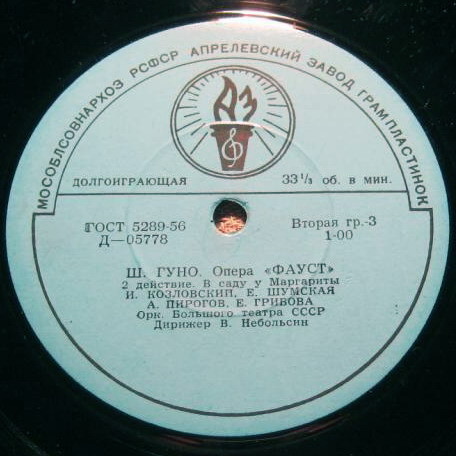 МОСОБЛСОВНАРХОЗ РСФСР АПРЕЛЕВСКИЙ ЗАВОД ГРАМПЛАСТИНОК
АЗ
ДОЛГОИГРАЮЩАЯ 33⅓ об. в мин.
ГОСТ 5289-56 Вторая гр.-3
Д—05778 1-00
Ш. ГУНО. Опера «ФАУСТ»
2 действие. В саду у Маргариты
И. КОЗЛОВСКИЙ, Е. ШУМСКАЯ
А. ПИРОГОВ, Е. ГРИБОВА
Орк. Большого театра СССР
Дирижер В. Небольсин